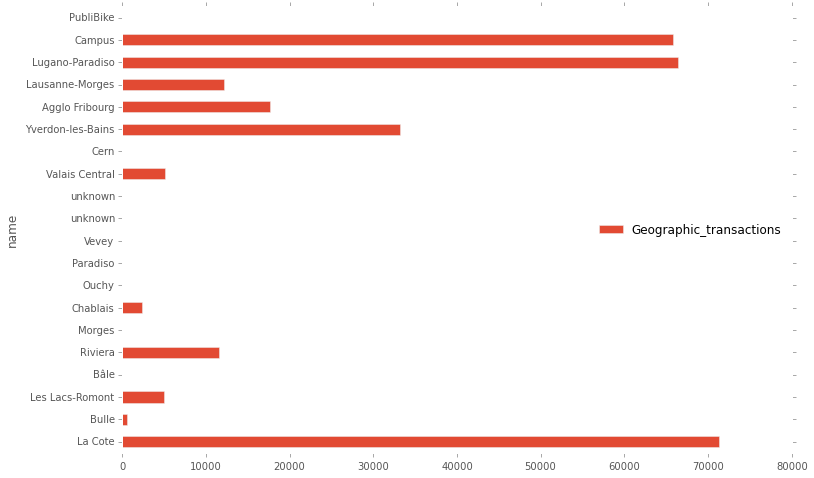 PubliBike
Campus
Lugano-Paradiso
Lausanne-Morges
Agglo Fribourg
Yverdon-les-Bains
Cern
Valais Central
unknown
unknown
Vevey
Paradiso
Ouchy
Chablais
Morges
Riviera
Bâle
Les Lacs-Romont
Bulle
La Cote
name
Geographic_transactions
0 10000 20000 30000 40000 50000 60000 70000 80000